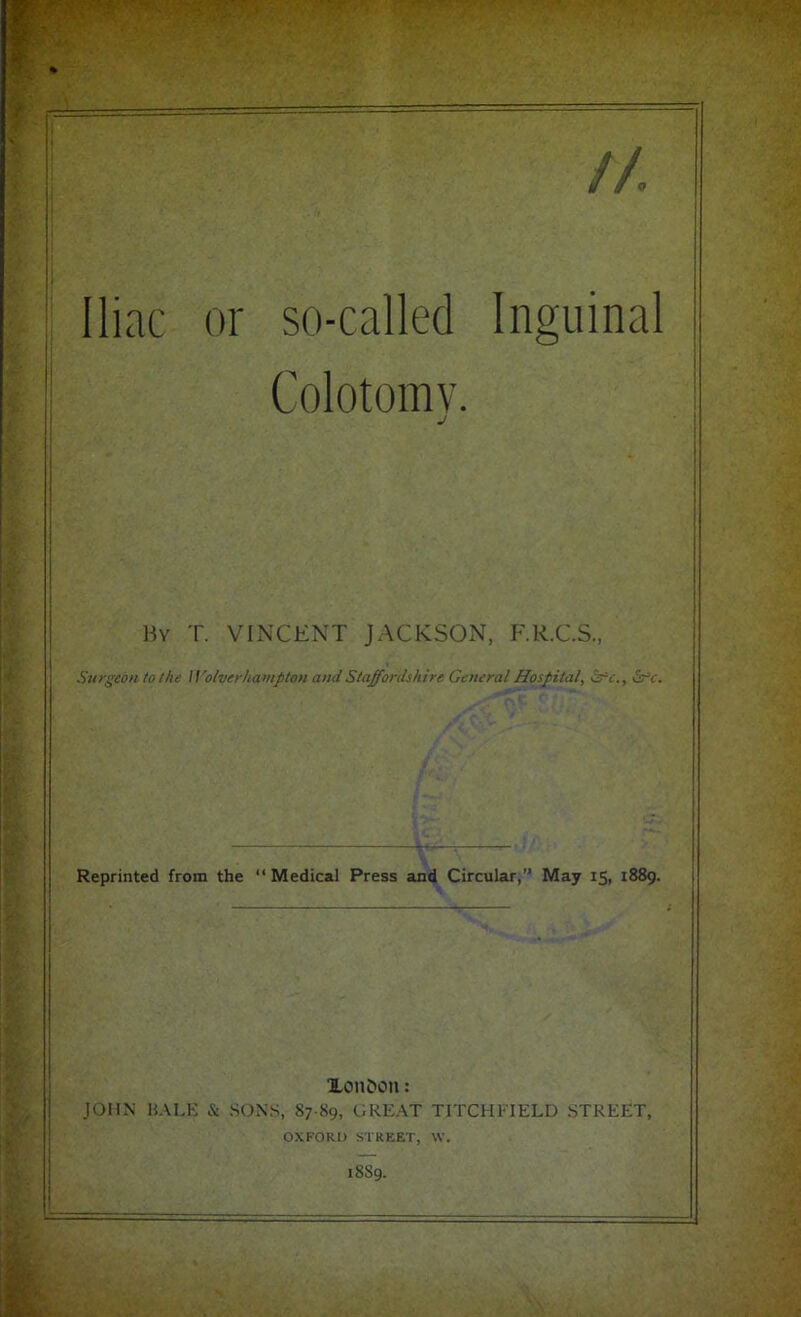 11.
Iliac or so-called Inguinal
Colotomy.
By T. VINCENT JACKSON, F.R.C.S.,
Surgeon to the Wolverhampton and Staffordshire General Hospital, &c., &c.
Reprinted from the "Medical Press and Circular," May 15, 1889.
London:
JOHN BALE & SONS, 87-89, GREAT TITCHFIELD STREET,
OXFORD STREET, W.
1889.